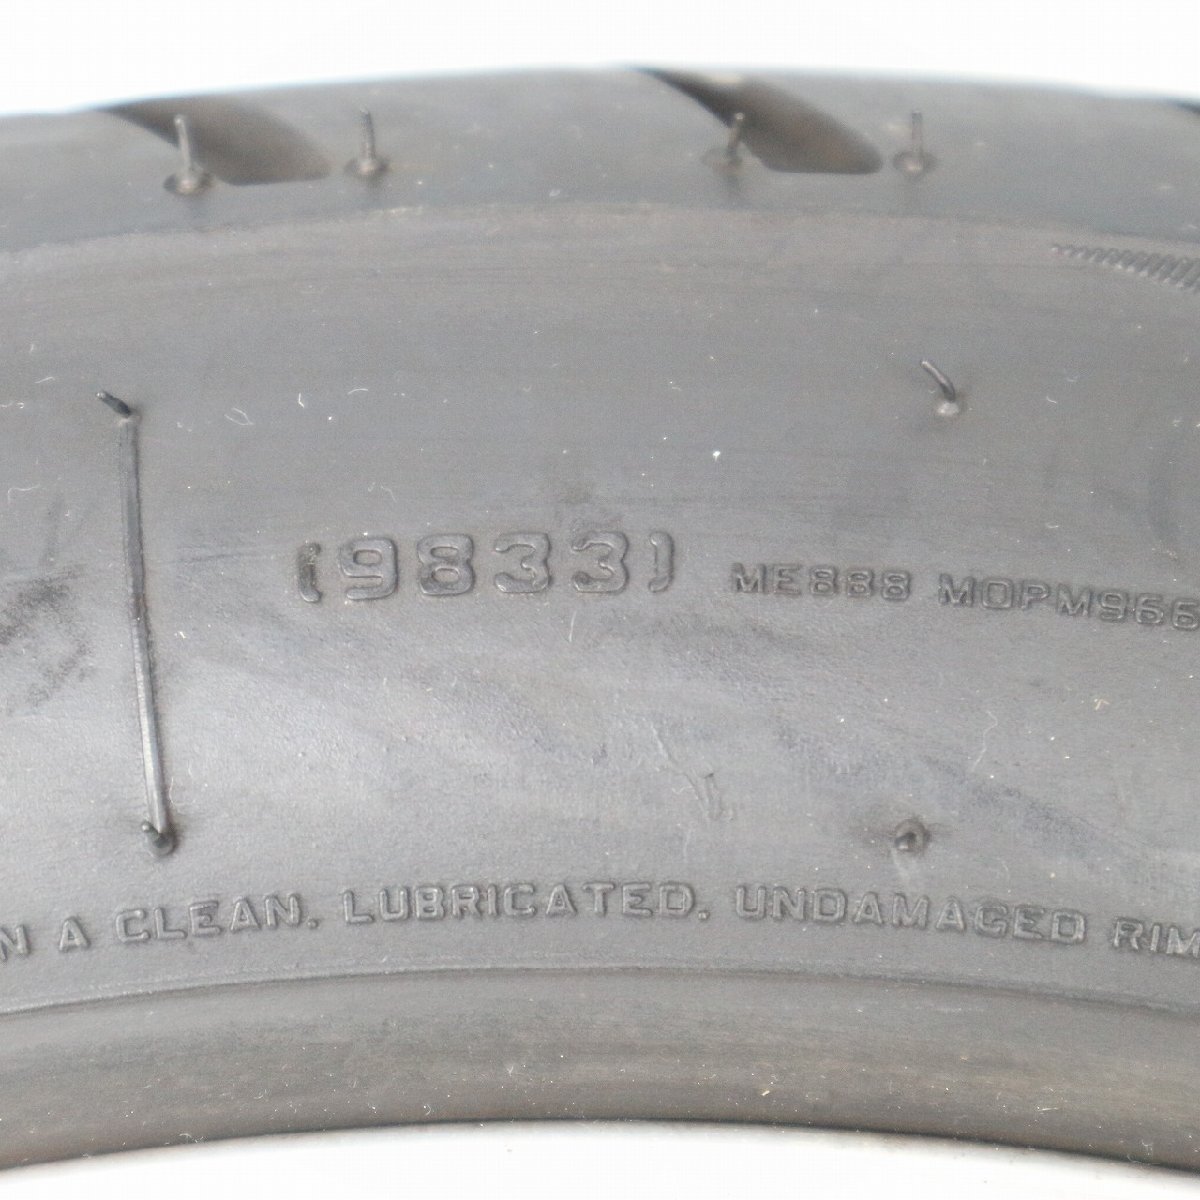 (9833) ME888 MOPM966
N A CLEAN, LUBRICATED, UNDAMAGED RIM